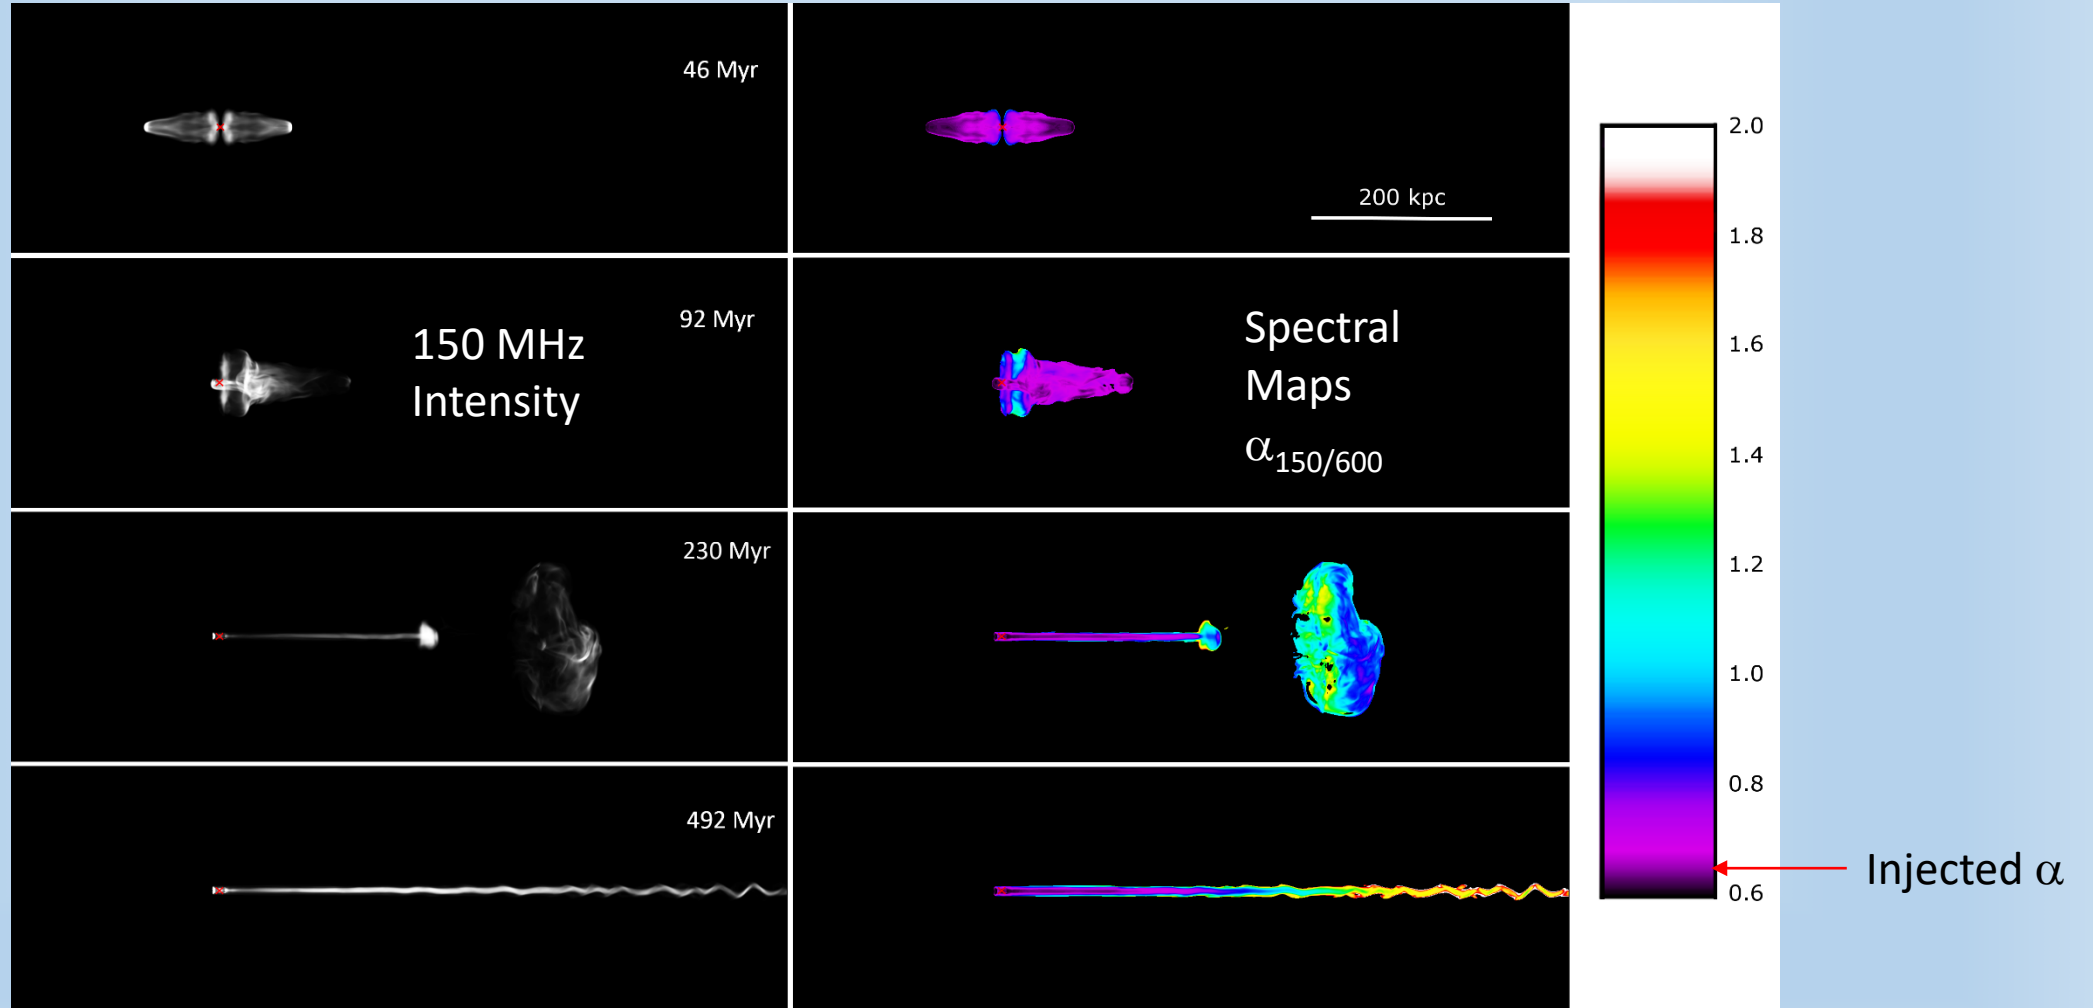 46 Myr
200 kpc
92 Myr
150 MHz
Intensity
Spectral
Maps
α150/600
230 Myr
492 Myr
2.0
1.8
1.6
1.4
1.2
1.0
0.8
0.6
Injected α